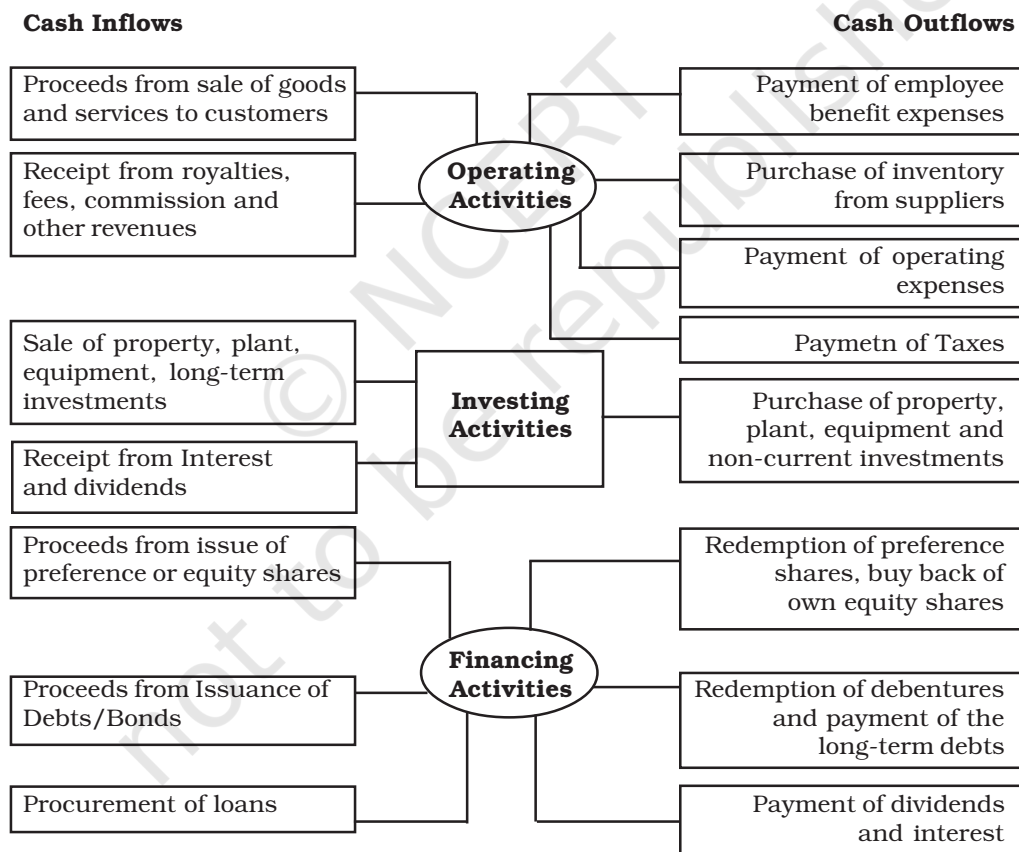 Cash Inflows
Cash Outflows
Proceeds from sale of goods
and services to customers
Receipt from royalties,
fees, commission and
other revenues
Operating
Activities
Payment of employee
benefit expenses
Purchase of inventory
from suppliers
Payment of operating
expenses
Paymetn of Taxes
Sale of property, plant,
equipment, long-term
investments
Receipt from Interest
and dividends
Investing
Activities
Purchase of property,
plant, equipment and
non-current investments
Proceeds from issue of
preference or equity shares
Proceeds from Issuance of
Debts/Bonds
Procurement of loans
Financing
Activities
Redemption of preference
shares, buy back of
own equity shares
Redemption of debentures
and payment of the
long-term debts
Payment of dividends
and interest
© NCERT
not to be republishe